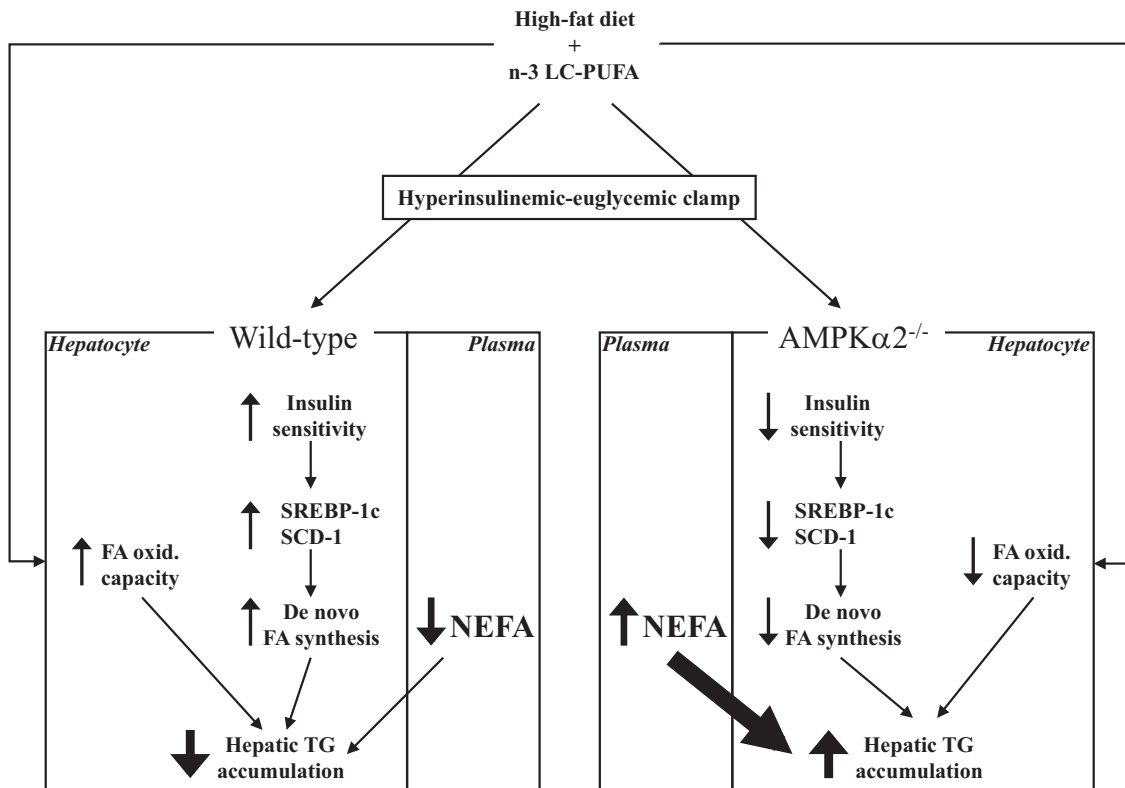 High-fat diet
+
n-3 LC-PUFA
Hyperinsulinemic-euglycemic clamp
Wild-type
Hepatocyte
Plasma
Insulin
sensitivity
SREBP-1c
SCD-1
FA oxid.
capacity
De novo
FA synthesis
NEFA
Hepatic TG
accumulation
AMPKα2-/-
Plasma
Hepatocyte
Insulin
sensitivity
SREBP-1c
SCD-1
FA oxid.
capacity
De novo
FA synthesis
NEFA
Hepatic TG
accumulation